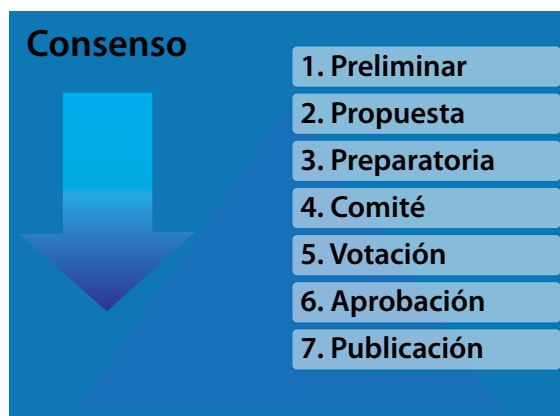 Consenso
1. Preliminar
2. Propuesta
3. Preparatoria
4. Comité
5. Votación
6. Aprobación
7. Publicación